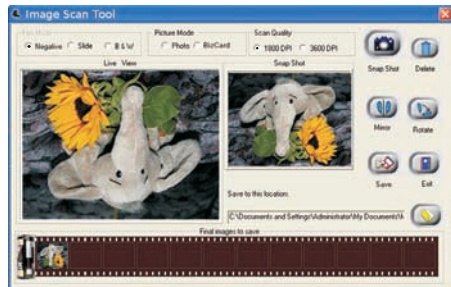 Image Scan Tool
Picture Mode
Scan Quality
Negative Slide B & W
Photo BizCard
1800 DPI 3600 DPI
Live View
Snap Shot
Snap Shot
Delete
Mirror
Rotate
Save
Exit
Save to this location:
C:\Documents and Settings\Administrator\My Documents\
Final images to save